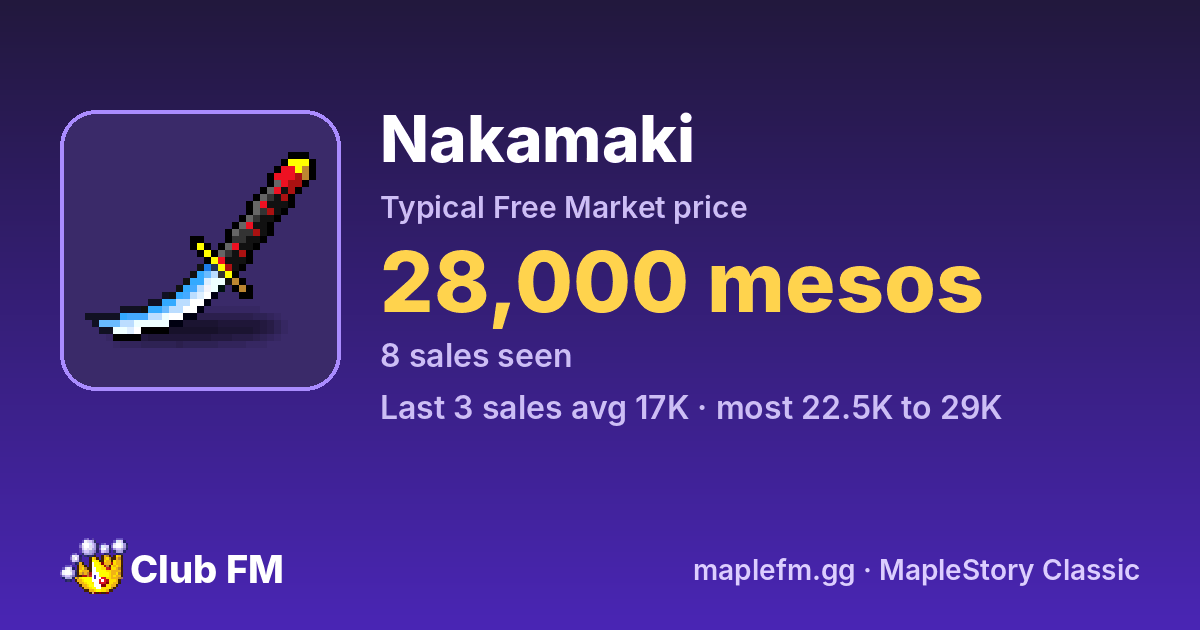 Nakamaki
Typical Free Market price
28,000 mesos
8 sales seen
Last 3 sales avg 17K · most 22.5K to 29K
Club FM
maplefm.gg · MapleStory Classic